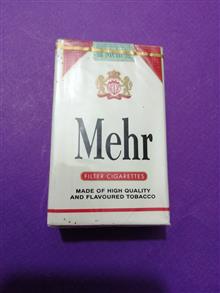 Mehr
FILTER CIGARETTES
MADE OF HIGH QUALITY
AND FLAVOURED TOBACCO